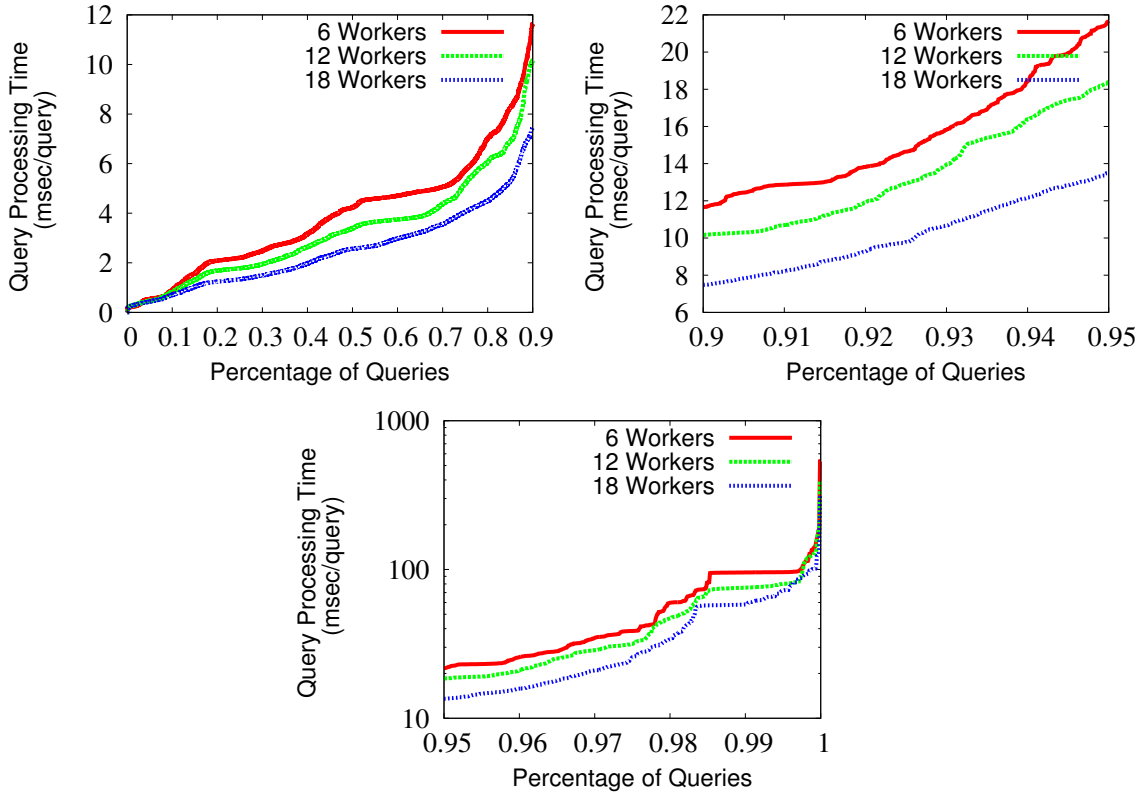 12
10
8
6
4
2
0
0 0.1 0.2 0.3 0.4 0.5 0.6 0.7 0.8 0.9
Query Processing Time
(msec/query)
Percentage of Queries
6 Workers
12 Workers
18 Workers
22
20
18
16
14
12
10
8
6
0.9 0.91 0.92 0.93 0.94 0.95
Query Processing Time
(msec/query)
Percentage of Queries
6 Workers
12 Workers
18 Workers
1000
100
10
0.95 0.96 0.97 0.98 0.99 1
Query Processing Time
(msec/query)
Percentage of Queries
6 Workers
12 Workers
18 Workers